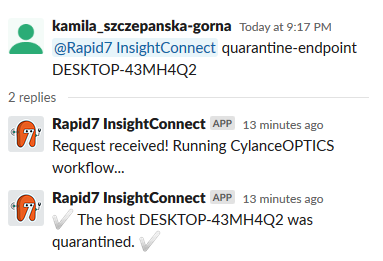 kamila_szczepanska-gorna Today at 9:17 PM
@Rapid7 InsightConnect quarantine-endpoint
DESKTOP-43MH4Q2
2 replies
Rapid7 InsightConnect APP 13 minutes ago
Request received! Running CylanceOPTICS
workflow...
Rapid7 InsightConnect APP 13 minutes ago
✔️ The host DESKTOP-43MH4Q2 was
quarantined. ✔️